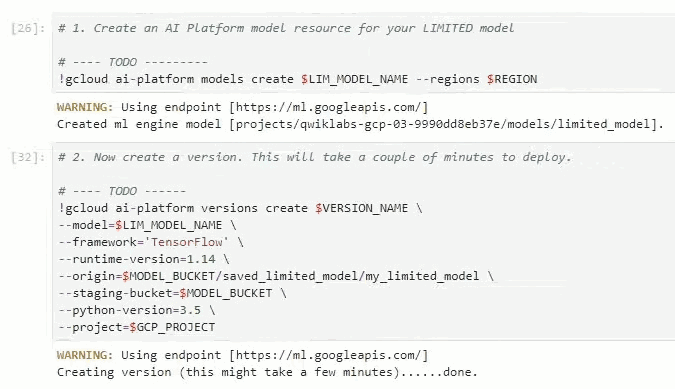 [26]: # 1. Create an AI Platform model resource for your LIMITED model
# ---- TODO ---------
!gcloud ai-platform models create $LIM_MODEL_NAME --regions $REGION
WARNING: Using endpoint [https://ml.googleapis.com/]
Created ml engine model [projects/qwiklabs-gcp-03-9990dd8eb37e/models/limited_model].
[32]: # 2. Now create a version. This will take a couple of minutes to deploy.
# ---- TODO ------
!gcloud ai-platform versions create $VERSION_NAME \
--model=$LIM_MODEL_NAME \
--framework='TensorFlow' \
--runtime-version=1.14 \
--origin=$MODEL_BUCKET/saved_limited_model/my_limited_model \
--staging-bucket=$MODEL_BUCKET \
--python-version=3.5 \
--project=$GCP_PROJECT
WARNING: Using endpoint [https://ml.googleapis.com/]
Creating version (this might take a few minutes)......done.